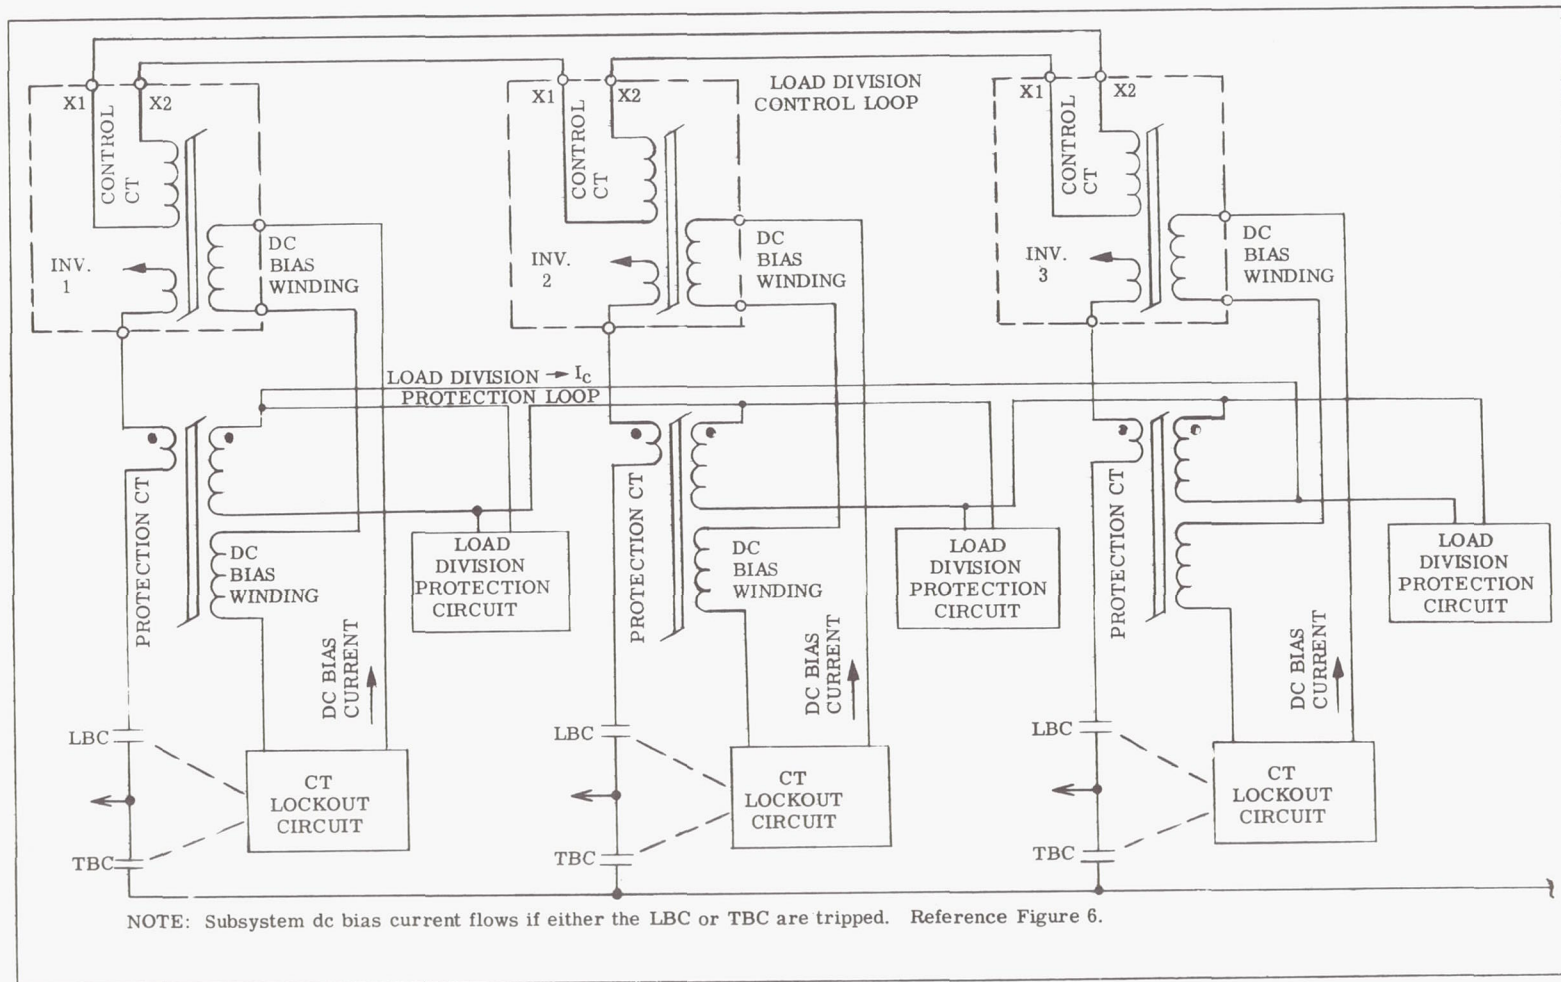 LOAD DIVISION
CONTROL LOOP
X1
X2
CONTROL
CT
INV.
1
DC
BIAS
WINDING
X1
X2
CONTROL
CT
INV.
2
DC
BIAS
WINDING
X1
X2
CONTROL
CT
INV.
3
DC
BIAS
WINDING
LOAD DIVISION → Ic
PROTECTION LOOP
PROTECTION CT
DC
BIAS
WINDING
LOAD
DIVISION
PROTECTION
CIRCUIT
DC BIAS
CURRENT
PROTECTION CT
DC
BIAS
WINDING
LOAD
DIVISION
PROTECTION
CIRCUIT
DC BIAS
CURRENT
PROTECTION CT
LOAD
DIVISION
PROTECTION
CIRCUIT
DC BIAS
CURRENT
LBC
TBC
CT
LOCKOUT
CIRCUIT
LBC
TBC
CT
LOCKOUT
CIRCUIT
LBC
TBC
CT
LOCKOUT
CIRCUIT
NOTE: Subsystem dc bias current flows if either the LBC or TBC are tripped. Reference Figure 6.